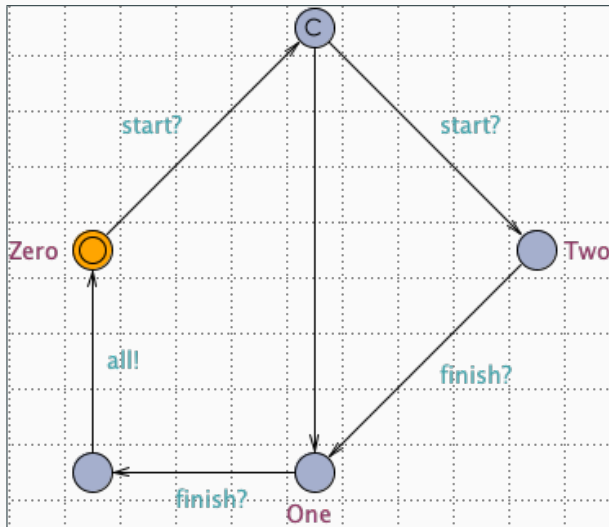 C
start?
start?
Zero
Two
all!
finish?
finish?
One